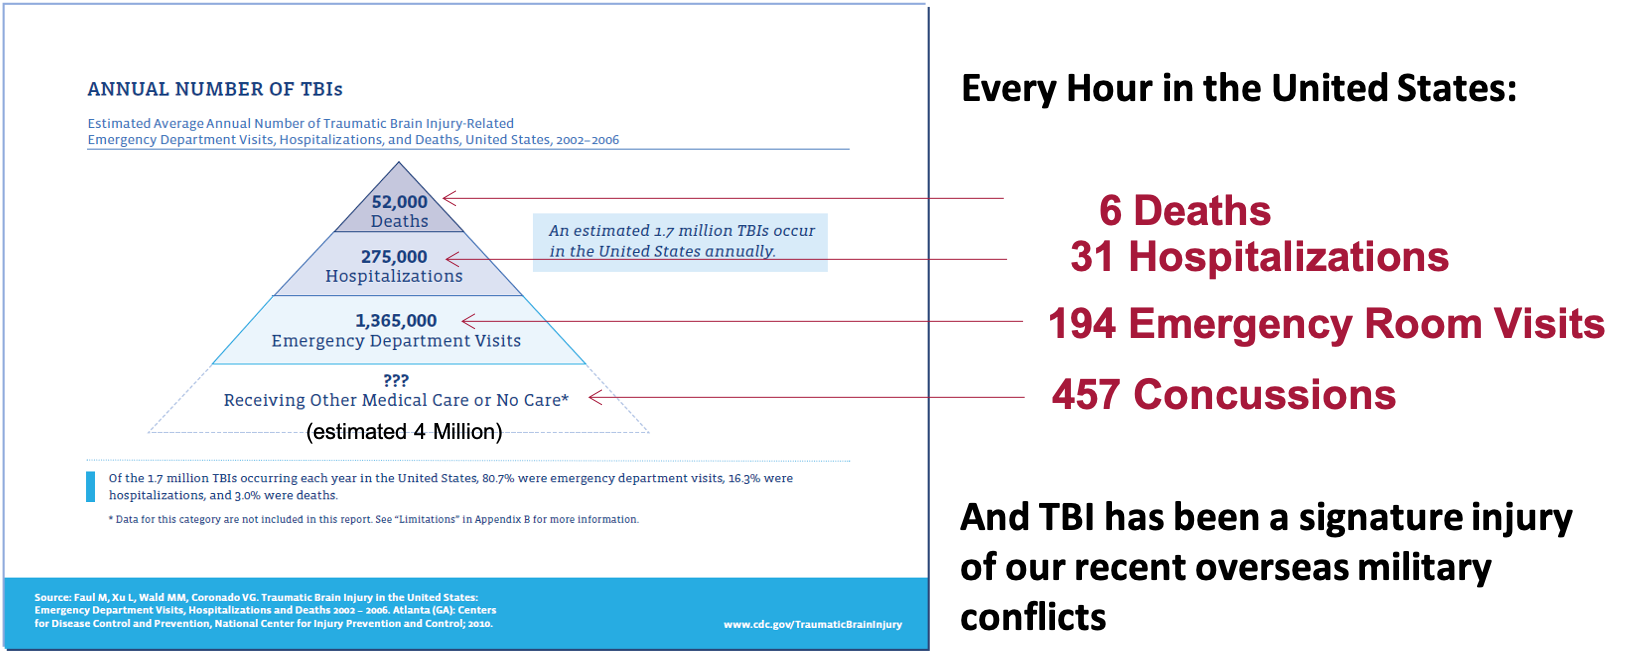 ANNUAL NUMBER OF TBIs
Estimated Average Annual Number of Traumatic Brain Injury-Related
Emergency Department Visits, Hospitalizations, and Deaths, United States, 2002–2006
52,000
Deaths
An estimated 1.7 million TBIs occur
in the United States annually.
275,000
Hospitalizations
1,365,000
Emergency Department Visits
???
Receiving Other Medical Care or No Care*
(estimated 4 Million)
Of the 1.7 million TBIs occurring each year in the United States, 80.7% were emergency department visits, 16.3% were
hospitalizations, and 3.0% were deaths.
* Data for this category are not included in this report. See “Limitations” in Appendix B for more information.
Source: Faul M, Xu L, Wald MM, Coronado VG. Traumatic Brain Injury in the United States:
Emergency Department Visits, Hospitalizations and Deaths 2002 – 2006. Atlanta (GA): Centers
for Disease Control and Prevention, National Center for Injury Prevention and Control; 2010.
www.cdc.gov/TraumaticBrainInjury
Every Hour in the United States:
6 Deaths
31 Hospitalizations
194 Emergency Room Visits
457 Concussions
And TBI has been a signature injury
of our recent overseas military
conflicts